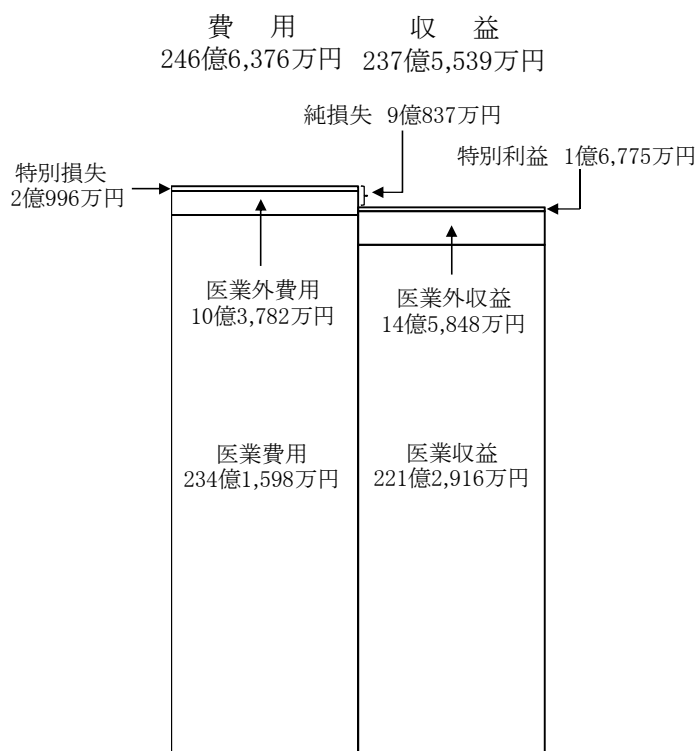 費 用
246億6,376万円
収 益
237億5,539万円
純損失 9億837万円
特別利益 1億6,775万円
特別損失
2億996万円
医業外費用
10億3,782万円
医業外収益
14億5,848万円
医業費用
234億1,598万円
医業収益
221億2,916万円